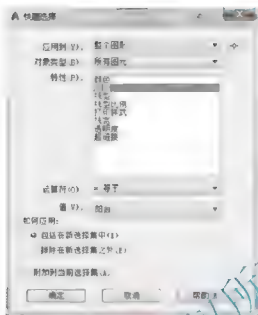 快速选择
应用到(Y):
整个图形
对象类型(B):
所有图元
特性(P):
颜色
线型比例
打印样式
线宽
透明度
超链接
运算符(O):
= 等于
值(V):
如何应用:
包括在新选择集中(I)
排除在新选择集之外(E)
附加到当前选择集(A)
确定
取消
帮助(H)